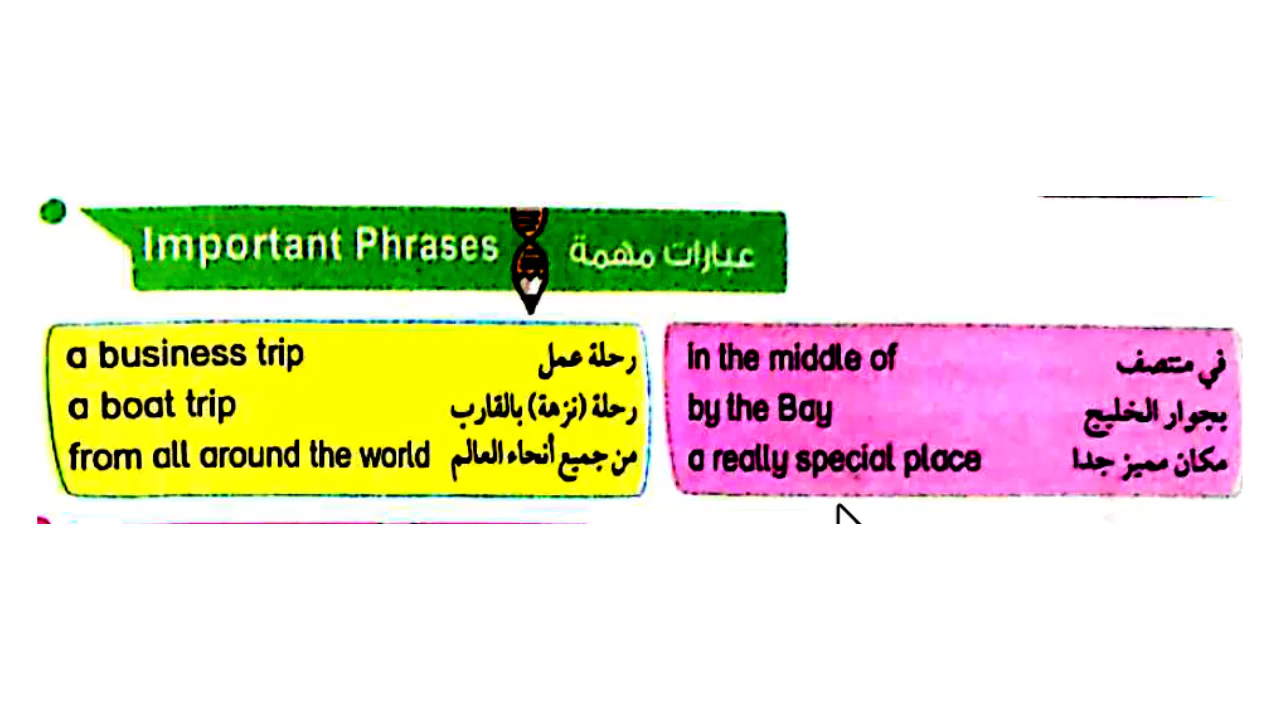 Important Phrases عبارات مهمة
a business trip رحلة عمل
a boat trip رحلة (نزهة) بالقارب
from all around the world من جميع أنحاء العالم
in the middle of في منتصف
by the Bay بجوار الخليج
a really special place مكان مميز جدا